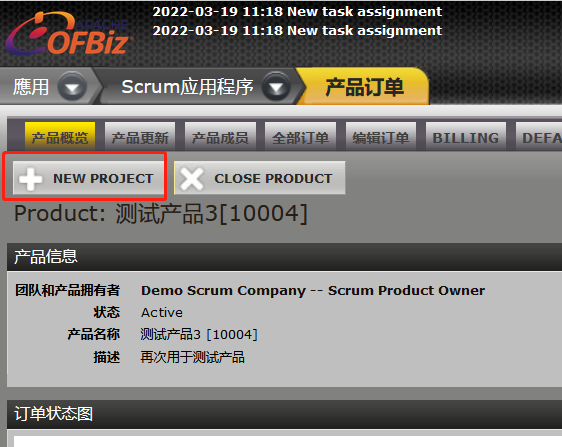 2022-03-19 11:18 New task assignment
2022-03-19 11:18 New task assignment
APACHE
OFBiz
應用 Scrum应用程序 产品订单
产品概览 产品更新 产品成员 全部订单 编辑订单 BILLING DEFA
NEW PROJECT CLOSE PRODUCT
Product: 测试产品3[10004]
产品信息
团队和产品拥有者 Demo Scrum Company -- Scrum Product Owner
状态 Active
产品名称 测试产品3 [10004]
描述 再次用于测试产品
订单状态图